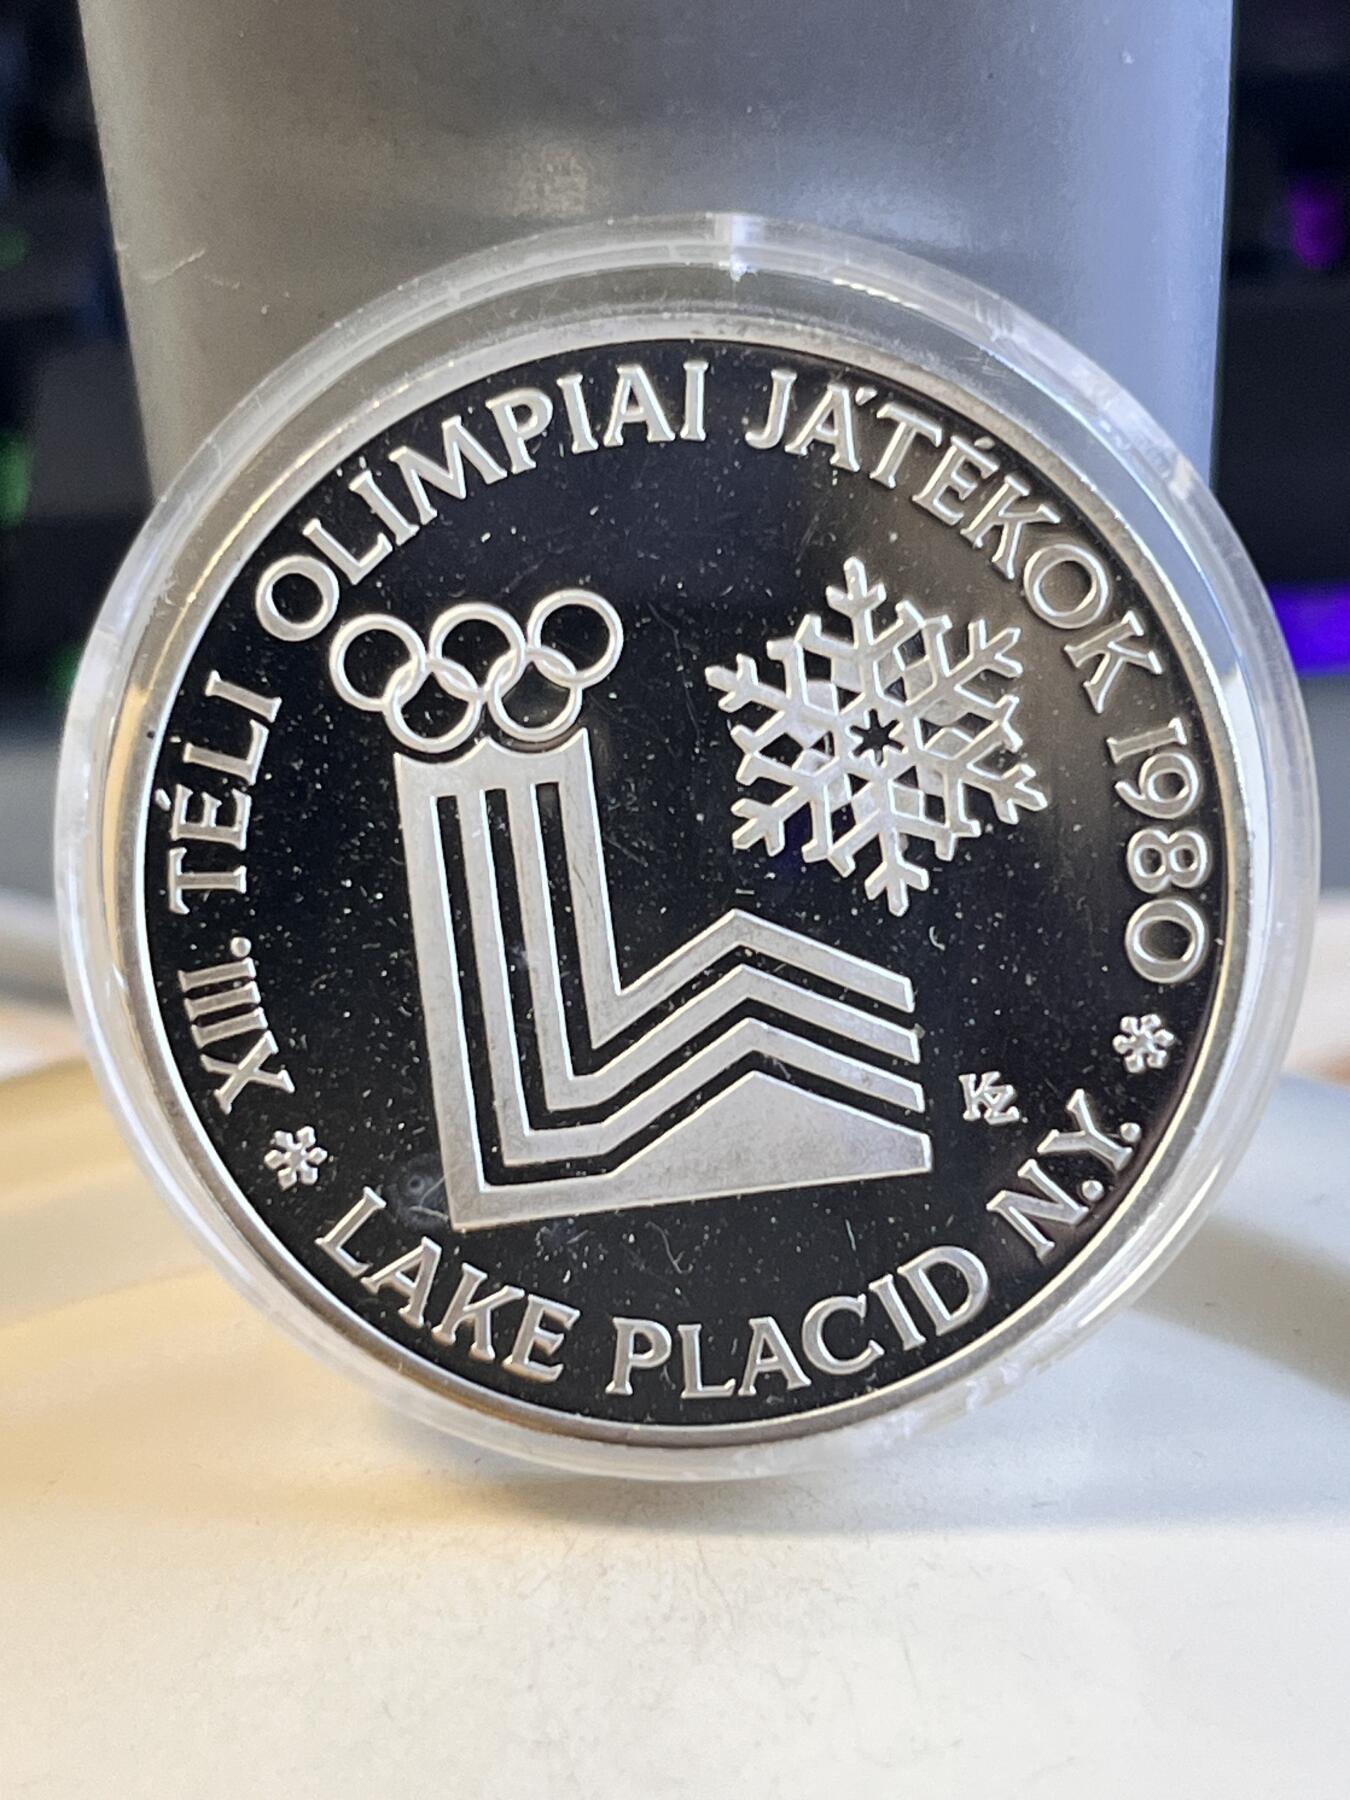 XIII. TÉLI OLIMPIAI JÁTÉKOK 1980
LAKE PLACID N.Y.